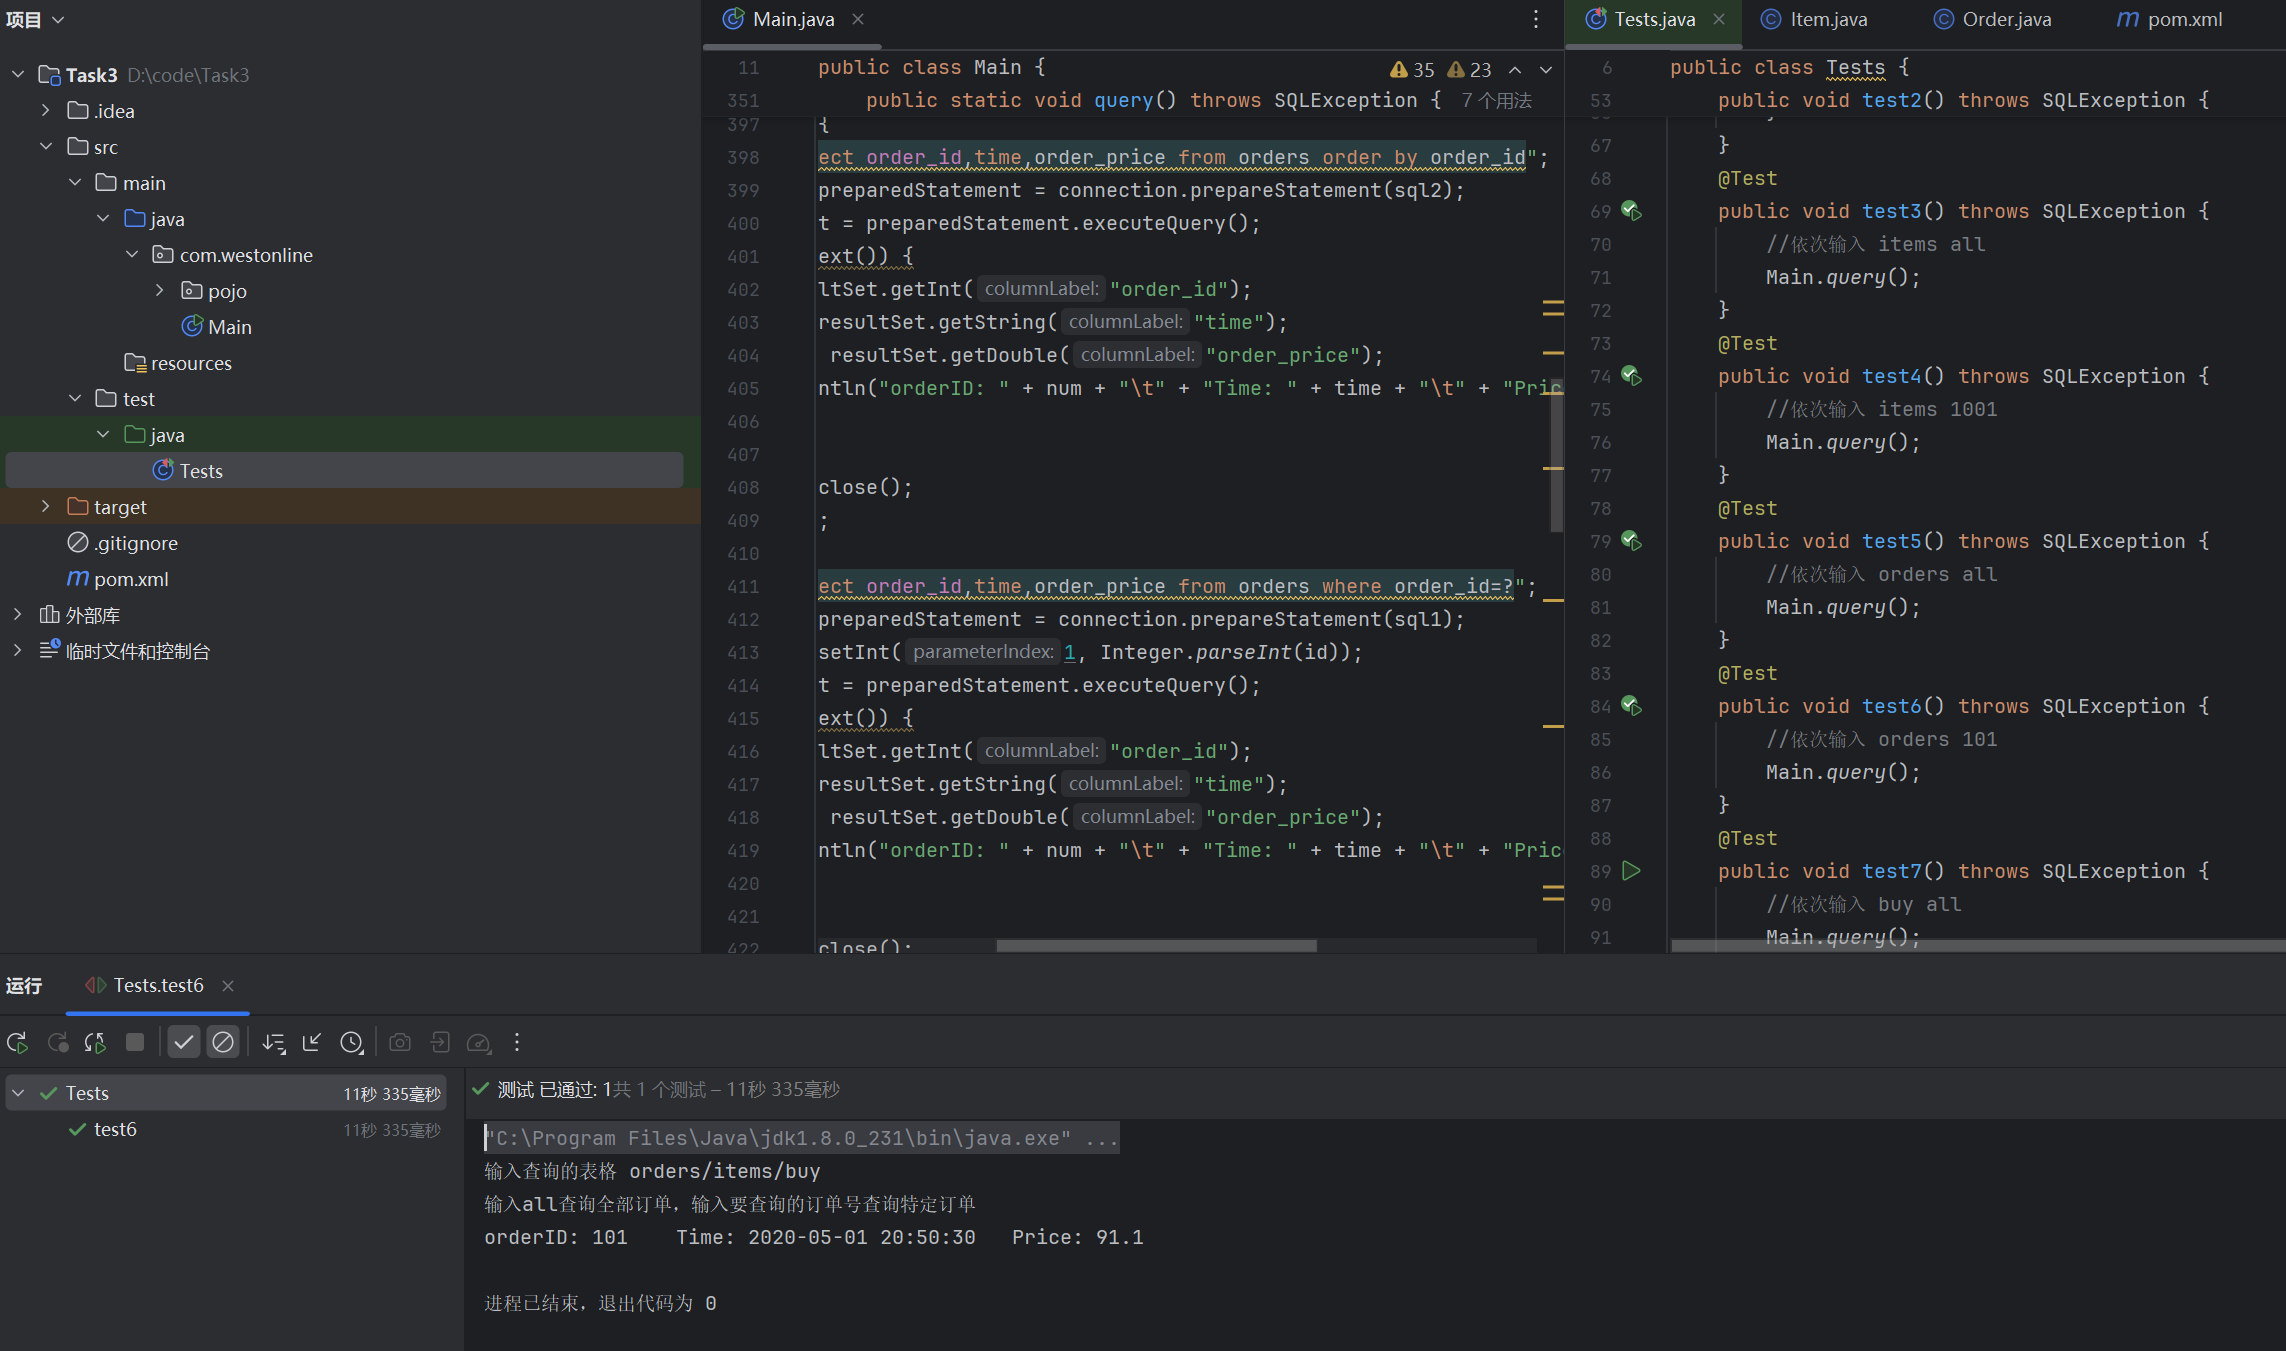 项目
Task3 D:\code\Task3
.idea
src
main
java
com.westonline
pojo
Main
resources
test
java
Tests
target
.gitignore
pom.xml
外部库
临时文件和控制台
Main.java
35 23
11 public class Main {
351 public static void query() throws SQLException { 7 个用法
397 {
398 ect order_id,time,order_price from orders order by order_id";
399 preparedStatement = connection.prepareStatement(sql2);
400 t = preparedStatement.executeQuery();
401 ext()) {
402 ltSet.getInt( columnLabel: "order_id");
403 resultSet.getString( columnLabel: "time");
404 resultSet.getDouble( columnLabel: "order_price");
405 ntln("orderID: " + num + "\t" + "Time: " + time + "\t" + "Pric
406
407
408 close();
409 ;
410
411 ect order_id,time,order_price from orders where order_id=?";
412 preparedStatement = connection.prepareStatement(sql1);
413 setInt( parameterIndex: 1, Integer.parseInt(id));
414 t = preparedStatement.executeQuery();
415 ext()) {
416 ltSet.getInt( columnLabel: "order_id");
417 resultSet.getString( columnLabel: "time");
418 resultSet.getDouble( columnLabel: "order_price");
419 ntln("orderID: " + num + "\t" + "Time: " + time + "\t" + "Pric
420
421
422 close();
Tests.java Item.java Order.java pom.xml
6 public class Tests {
53 public void test2() throws SQLException {
67 }
68 @Test
69 public void test3() throws SQLException {
70 //依次输入 items all
71 Main.query();
72 }
73 @Test
74 public void test4() throws SQLException {
75 //依次输入 items 1001
76 Main.query();
77 }
78 @Test
79 public void test5() throws SQLException {
80 //依次输入 orders all
81 Main.query();
82 }
83 @Test
84 public void test6() throws SQLException {
85 //依次输入 orders 101
86 Main.query();
87 }
88 @Test
89 public void test7() throws SQLException {
90 //依次输入 buy all
91 Main.query();
运行 Tests.test6
Tests 11秒 335毫秒
test6 11秒 335毫秒
测试 已通过: 1共 1 个测试 – 11秒 335毫秒
"C:\Program Files\Java\jdk1.8.0_231\bin\java.exe" ...
输入查询的表格 orders/items/buy
输入all查询全部订单，输入要查询的订单号查询特定订单
orderID: 101 Time: 2020-05-01 20:50:30 Price: 91.1
进程已结束，退出代码为 0